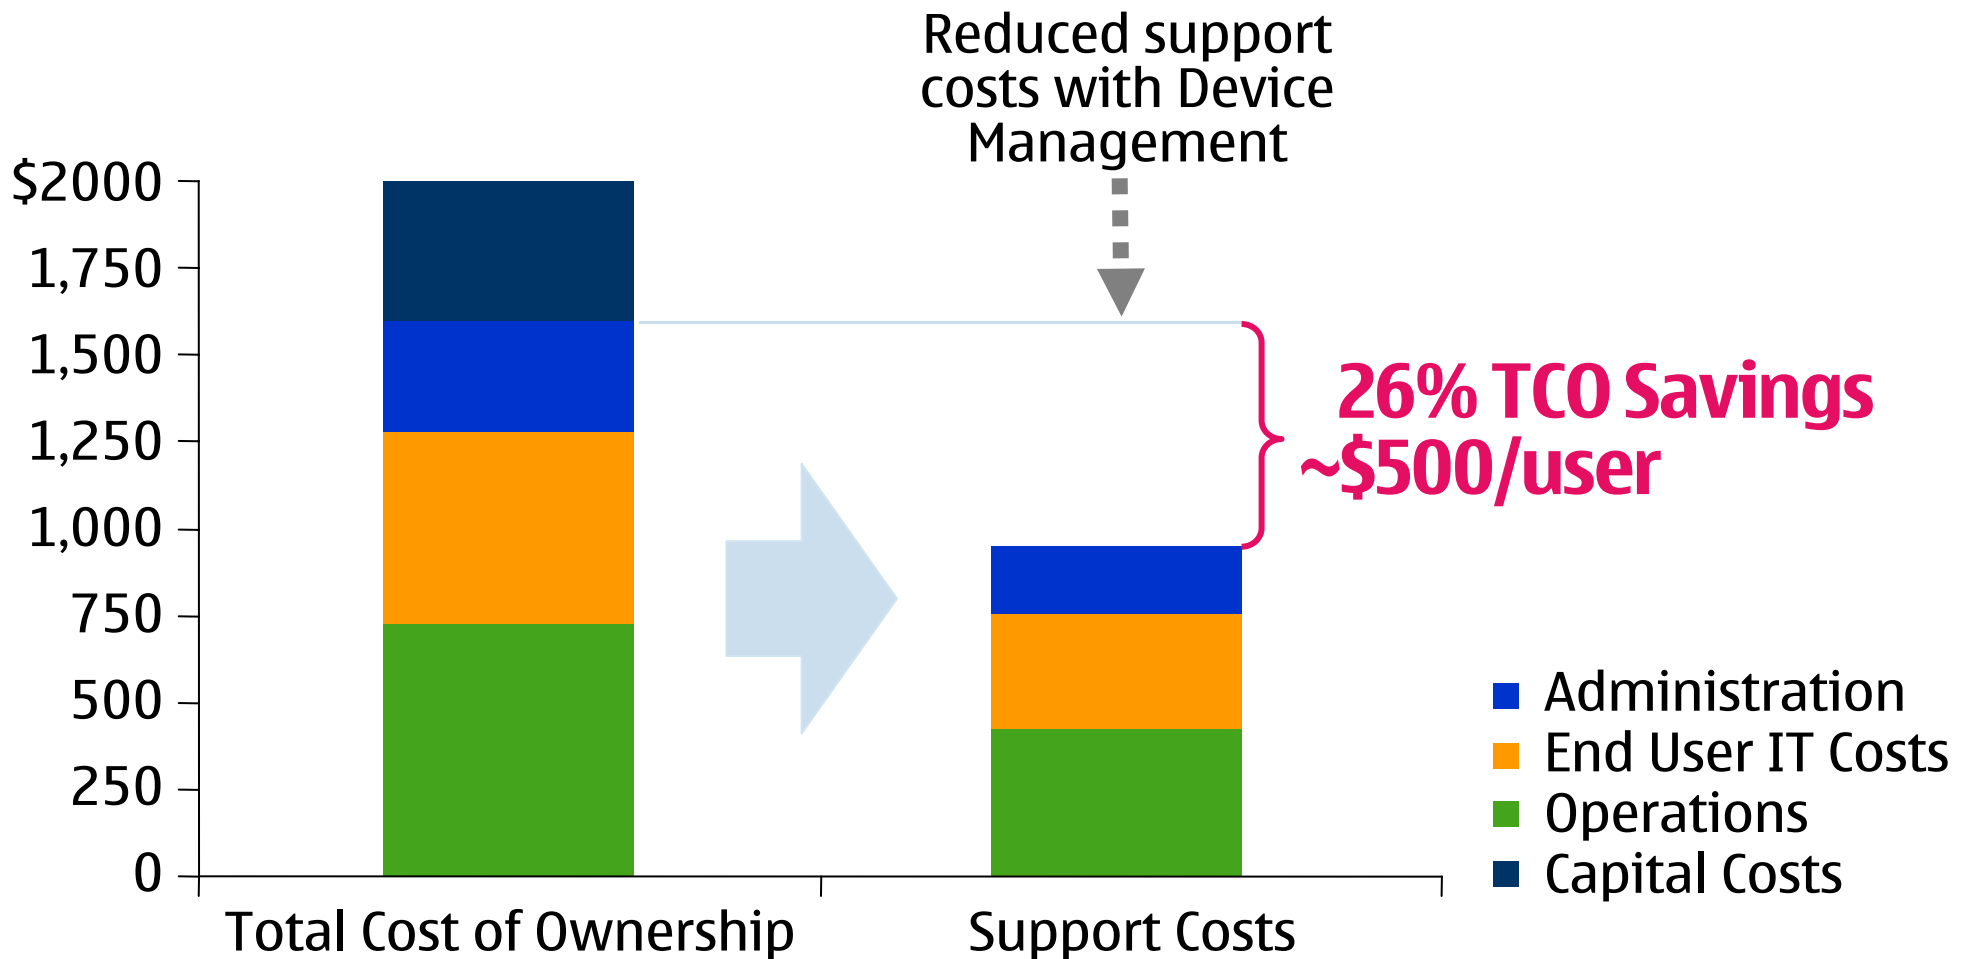 Reduced support
costs with Device
Management
$2000
1,750
1,500
1,250
1,000
750
500
250
0
26% TCO Savings
~$500/user
Administration
End User IT Costs
Operations
Capital Costs
Total Cost of Ownership
Support Costs